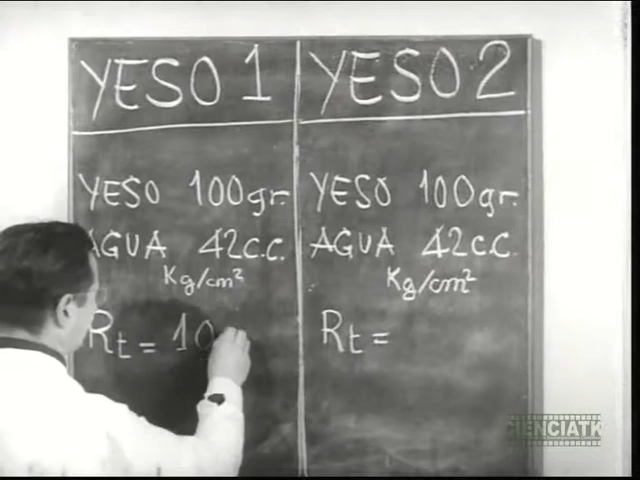 YESO 1
YESO 100gr.
AGUA 42c.c.
Kg/cm²
Rt = 10
YESO 2
YESO 100gr.
AGUA 42c.c.
Kg/cm²
Rt =
CIENCIATK